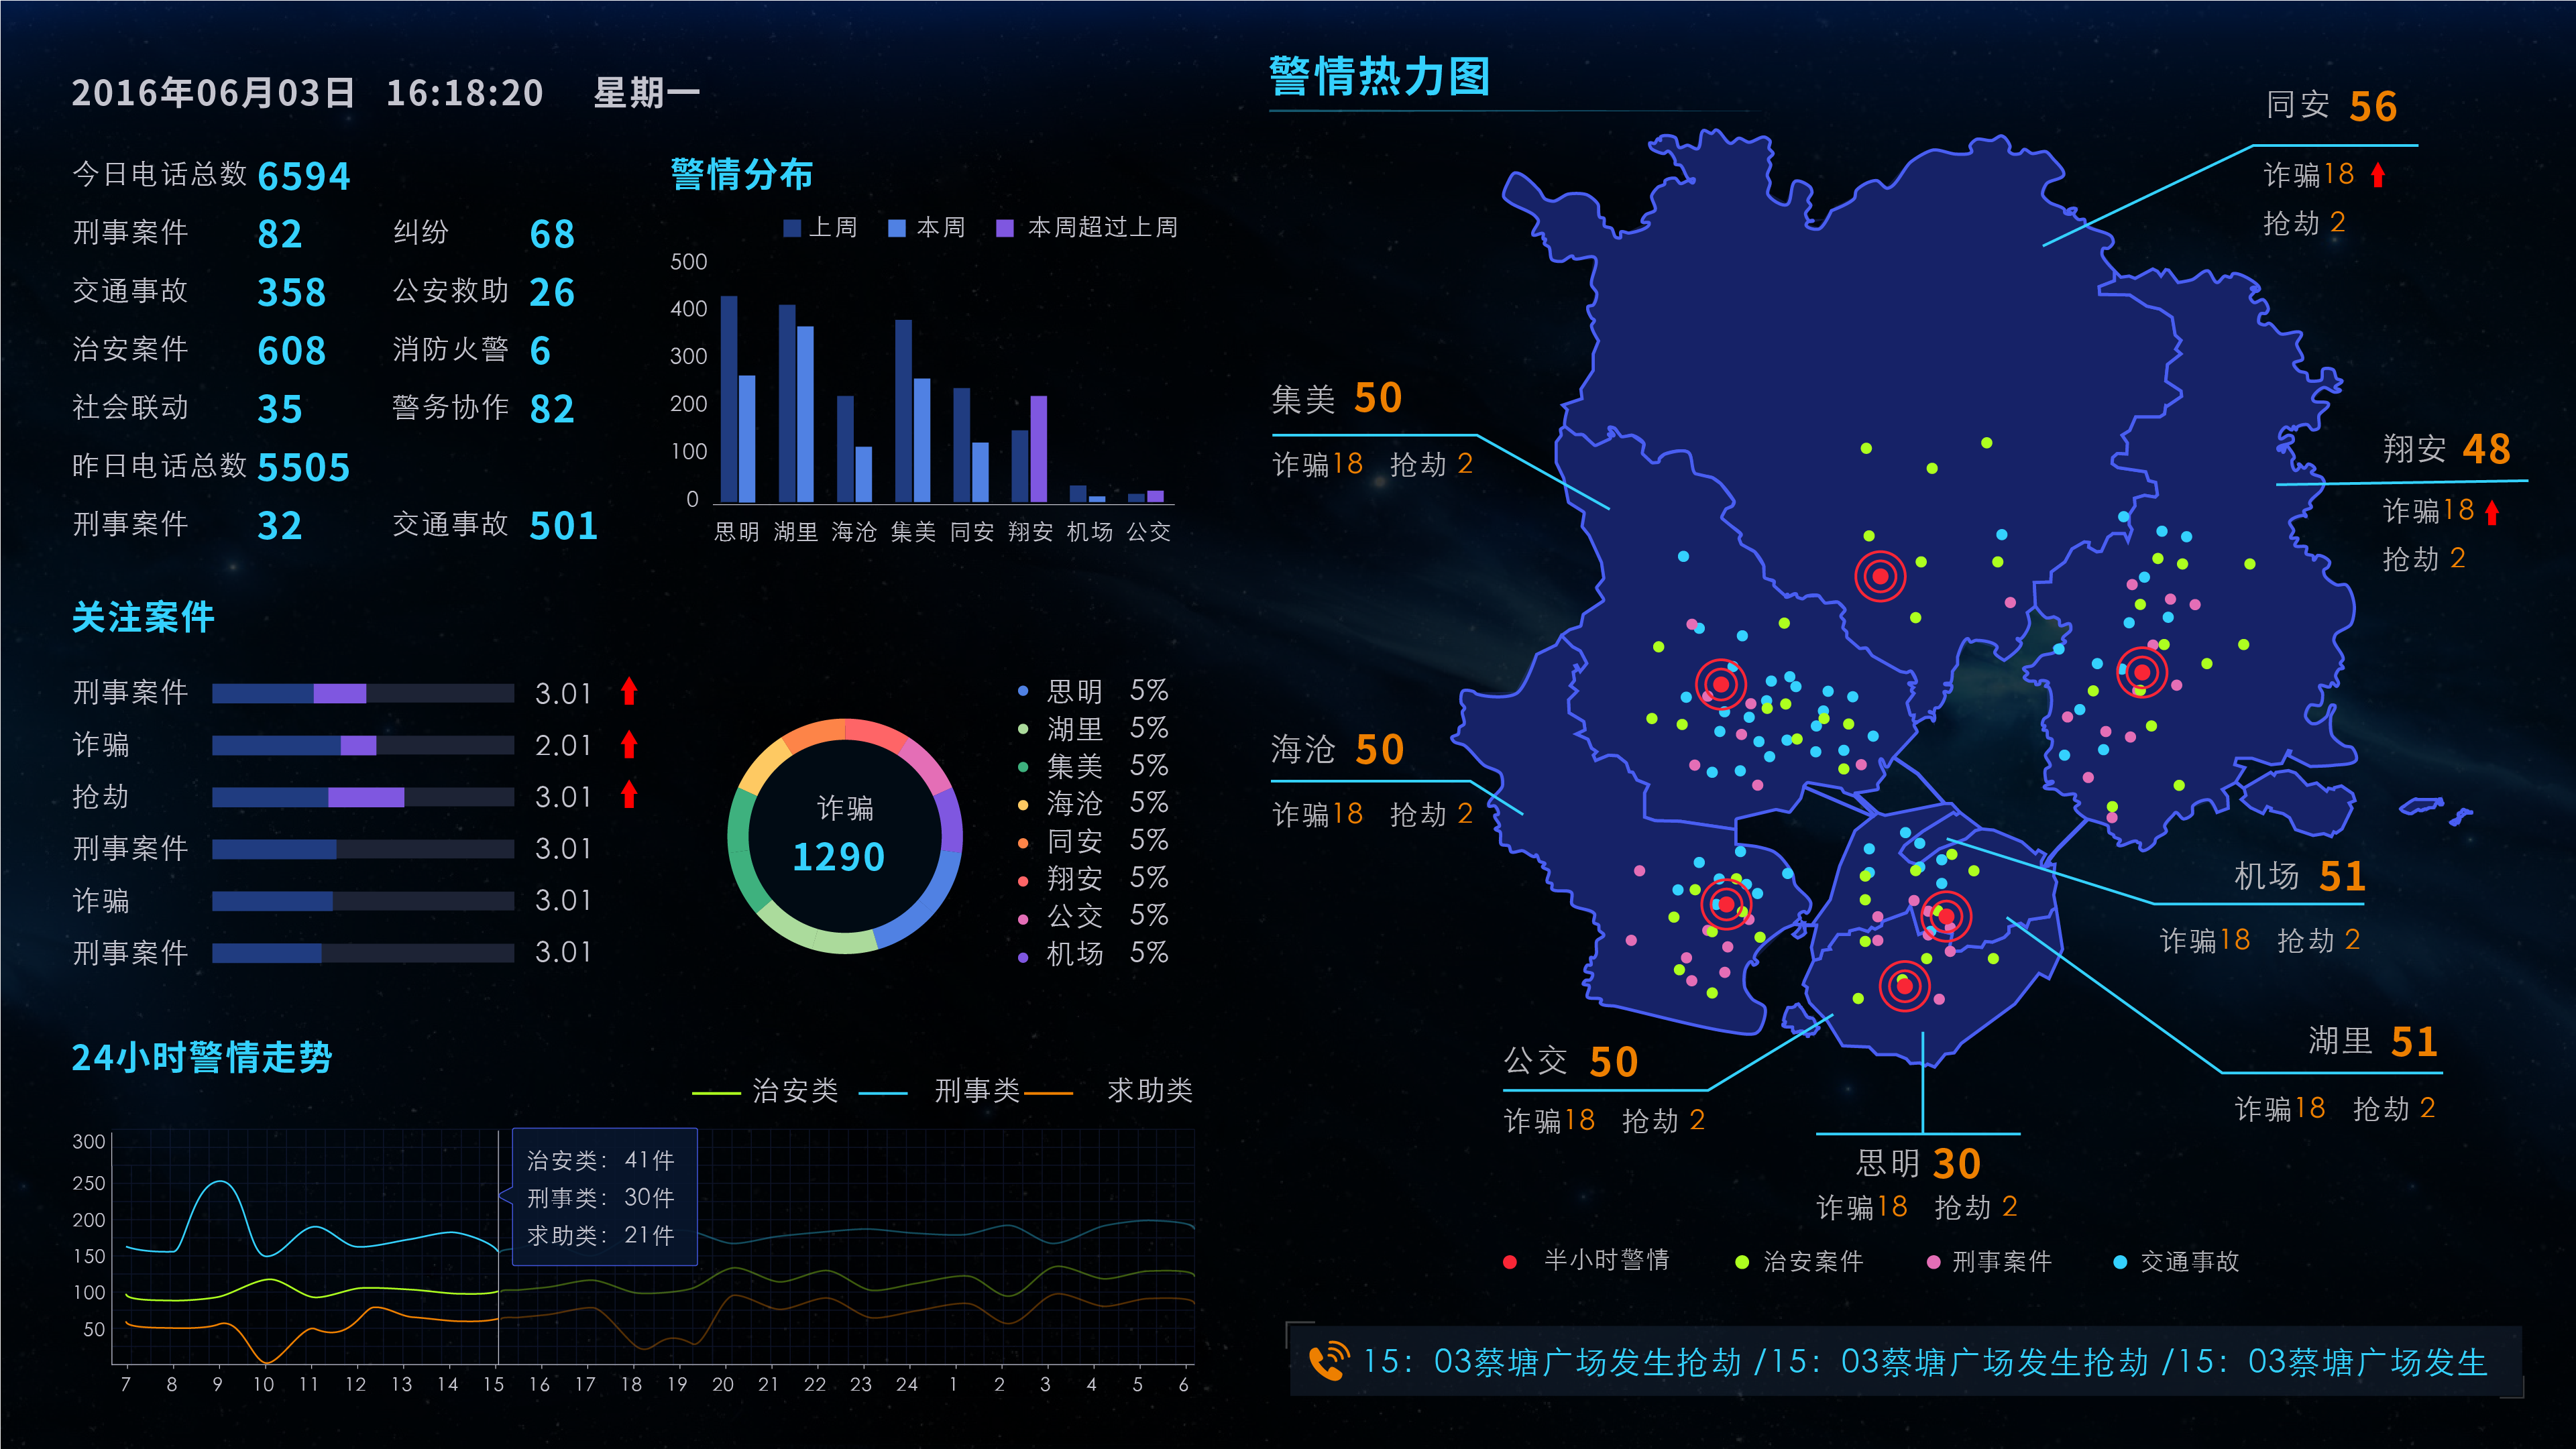 2016年06月03日 16:18:20 星期一
今日电话总数 6594
刑事案件 82 纠纷 68
交通事故 358 公安救助 26
治安案件 608 消防火警 6
社会联动 35 警务协作 82
昨日电话总数 5505
刑事案件 32 交通事故 501
警情分布
上周 本周 本周超过上周
500
400
300
200
100
0
思明 湖里 海沧 集美 同安 翔安 机场 公交
关注案件
刑事案件 3.01
诈骗 2.01
抢劫 3.01
刑事案件 3.01
诈骗 3.01
刑事案件 3.01
诈骗
1290
思明 5%
湖里 5%
集美 5%
海沧 5%
同安 5%
翔安 5%
公交 5%
机场 5%
24小时警情走势
治安类 刑事类 求助类
300
250
200
150
100
50
治安类：41件
刑事类：30件
求助类：21件
7 8 9 10 11 12 13 14 15 16 17 18 19 20 21 22 23 24 1 2 3 4 5 6
警情热力图
同安 56
诈骗18
抢劫 2
集美 50
诈骗18 抢劫 2
翔安 48
诈骗18
抢劫 2
海沧 50
诈骗18 抢劫 2
机场 51
诈骗18 抢劫 2
湖里 51
诈骗18 抢劫 2
公交 50
诈骗18 抢劫 2
思明 30
诈骗18 抢劫 2
半小时警情 治安案件 刑事案件 交通事故
15：03蔡塘广场发生抢劫 /15：03蔡塘广场发生抢劫 /15：03蔡塘广场发生